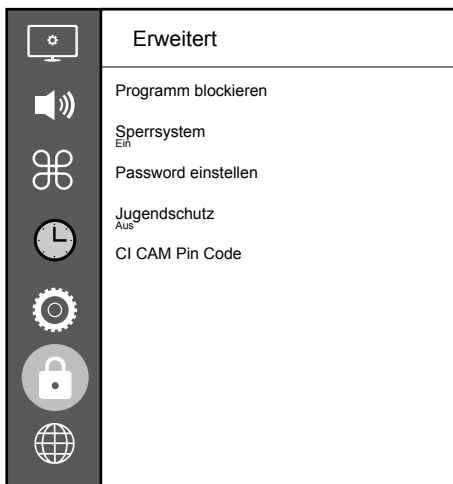 Erweitert
Programm blockieren
Sperrsystem
Ein
Password einstellen
Jugendschutz
Aus
CI CAM Pin Code